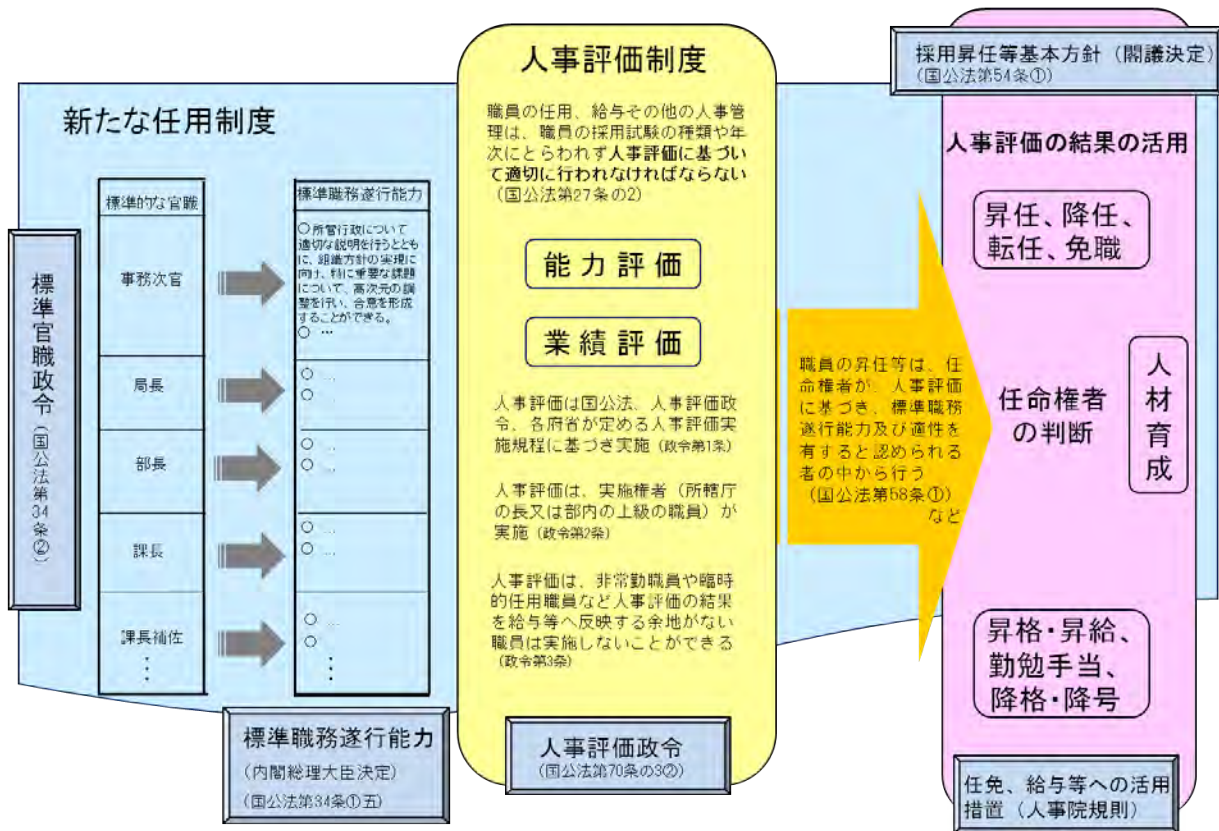 新たな任用制度
標準官職政令(国公法第34条②)
標準的な官職
事務次官
局長
部長
課長
課長補佐
⋮
標準職務遂行能力
○所管行政について
適切な説明を行うととも
に、組織方針の実現に
向け、特に重要な課題
について、高次元の調
整を行い、合意を形成
することができる。
○ …
○ …
○ …
○ …
○ …
○ …
○ …
○ …
○ …
⋮
標準職務遂行能力
(内閣総理大臣決定)
(国公法第34条①五)
人事評価制度
職員の任用、給与その他の人事管
理は、職員の採用試験の種類や年
次にとらわれず人事評価に基づい
て適切に行われなければならない
(国公法第27条の2)
能力評価
業績評価
人事評価は国公法、人事評価政
令、各府省が定める人事評価実
施規程に基づき実施(政令第1条)
人事評価は、実施権者(所轄庁
の長又は部内の上級の職員)が
実施(政令第2条)
人事評価は、非常勤職員や臨時
的任用職員など人事評価の結果
を給与等へ反映する余地がない
職員は実施しないことができる
(政令第3条)
人事評価政令
(国公法第70条の3②)
職員の昇任等は、任
命権者が、人事評価
に基づき、標準職務
遂行能力及び適性を
有すると認められる
者の中から行う
(国公法第58条①)
など
採用昇任等基本方針(閣議決定)
(国公法第54条①)
人事評価の結果の活用
昇任、降任、
転任、免職
任命権者
の判断
人材育成
昇格・昇給、
勤勉手当、
降格・降号
任免、給与等への活用
措置(人事院規則)